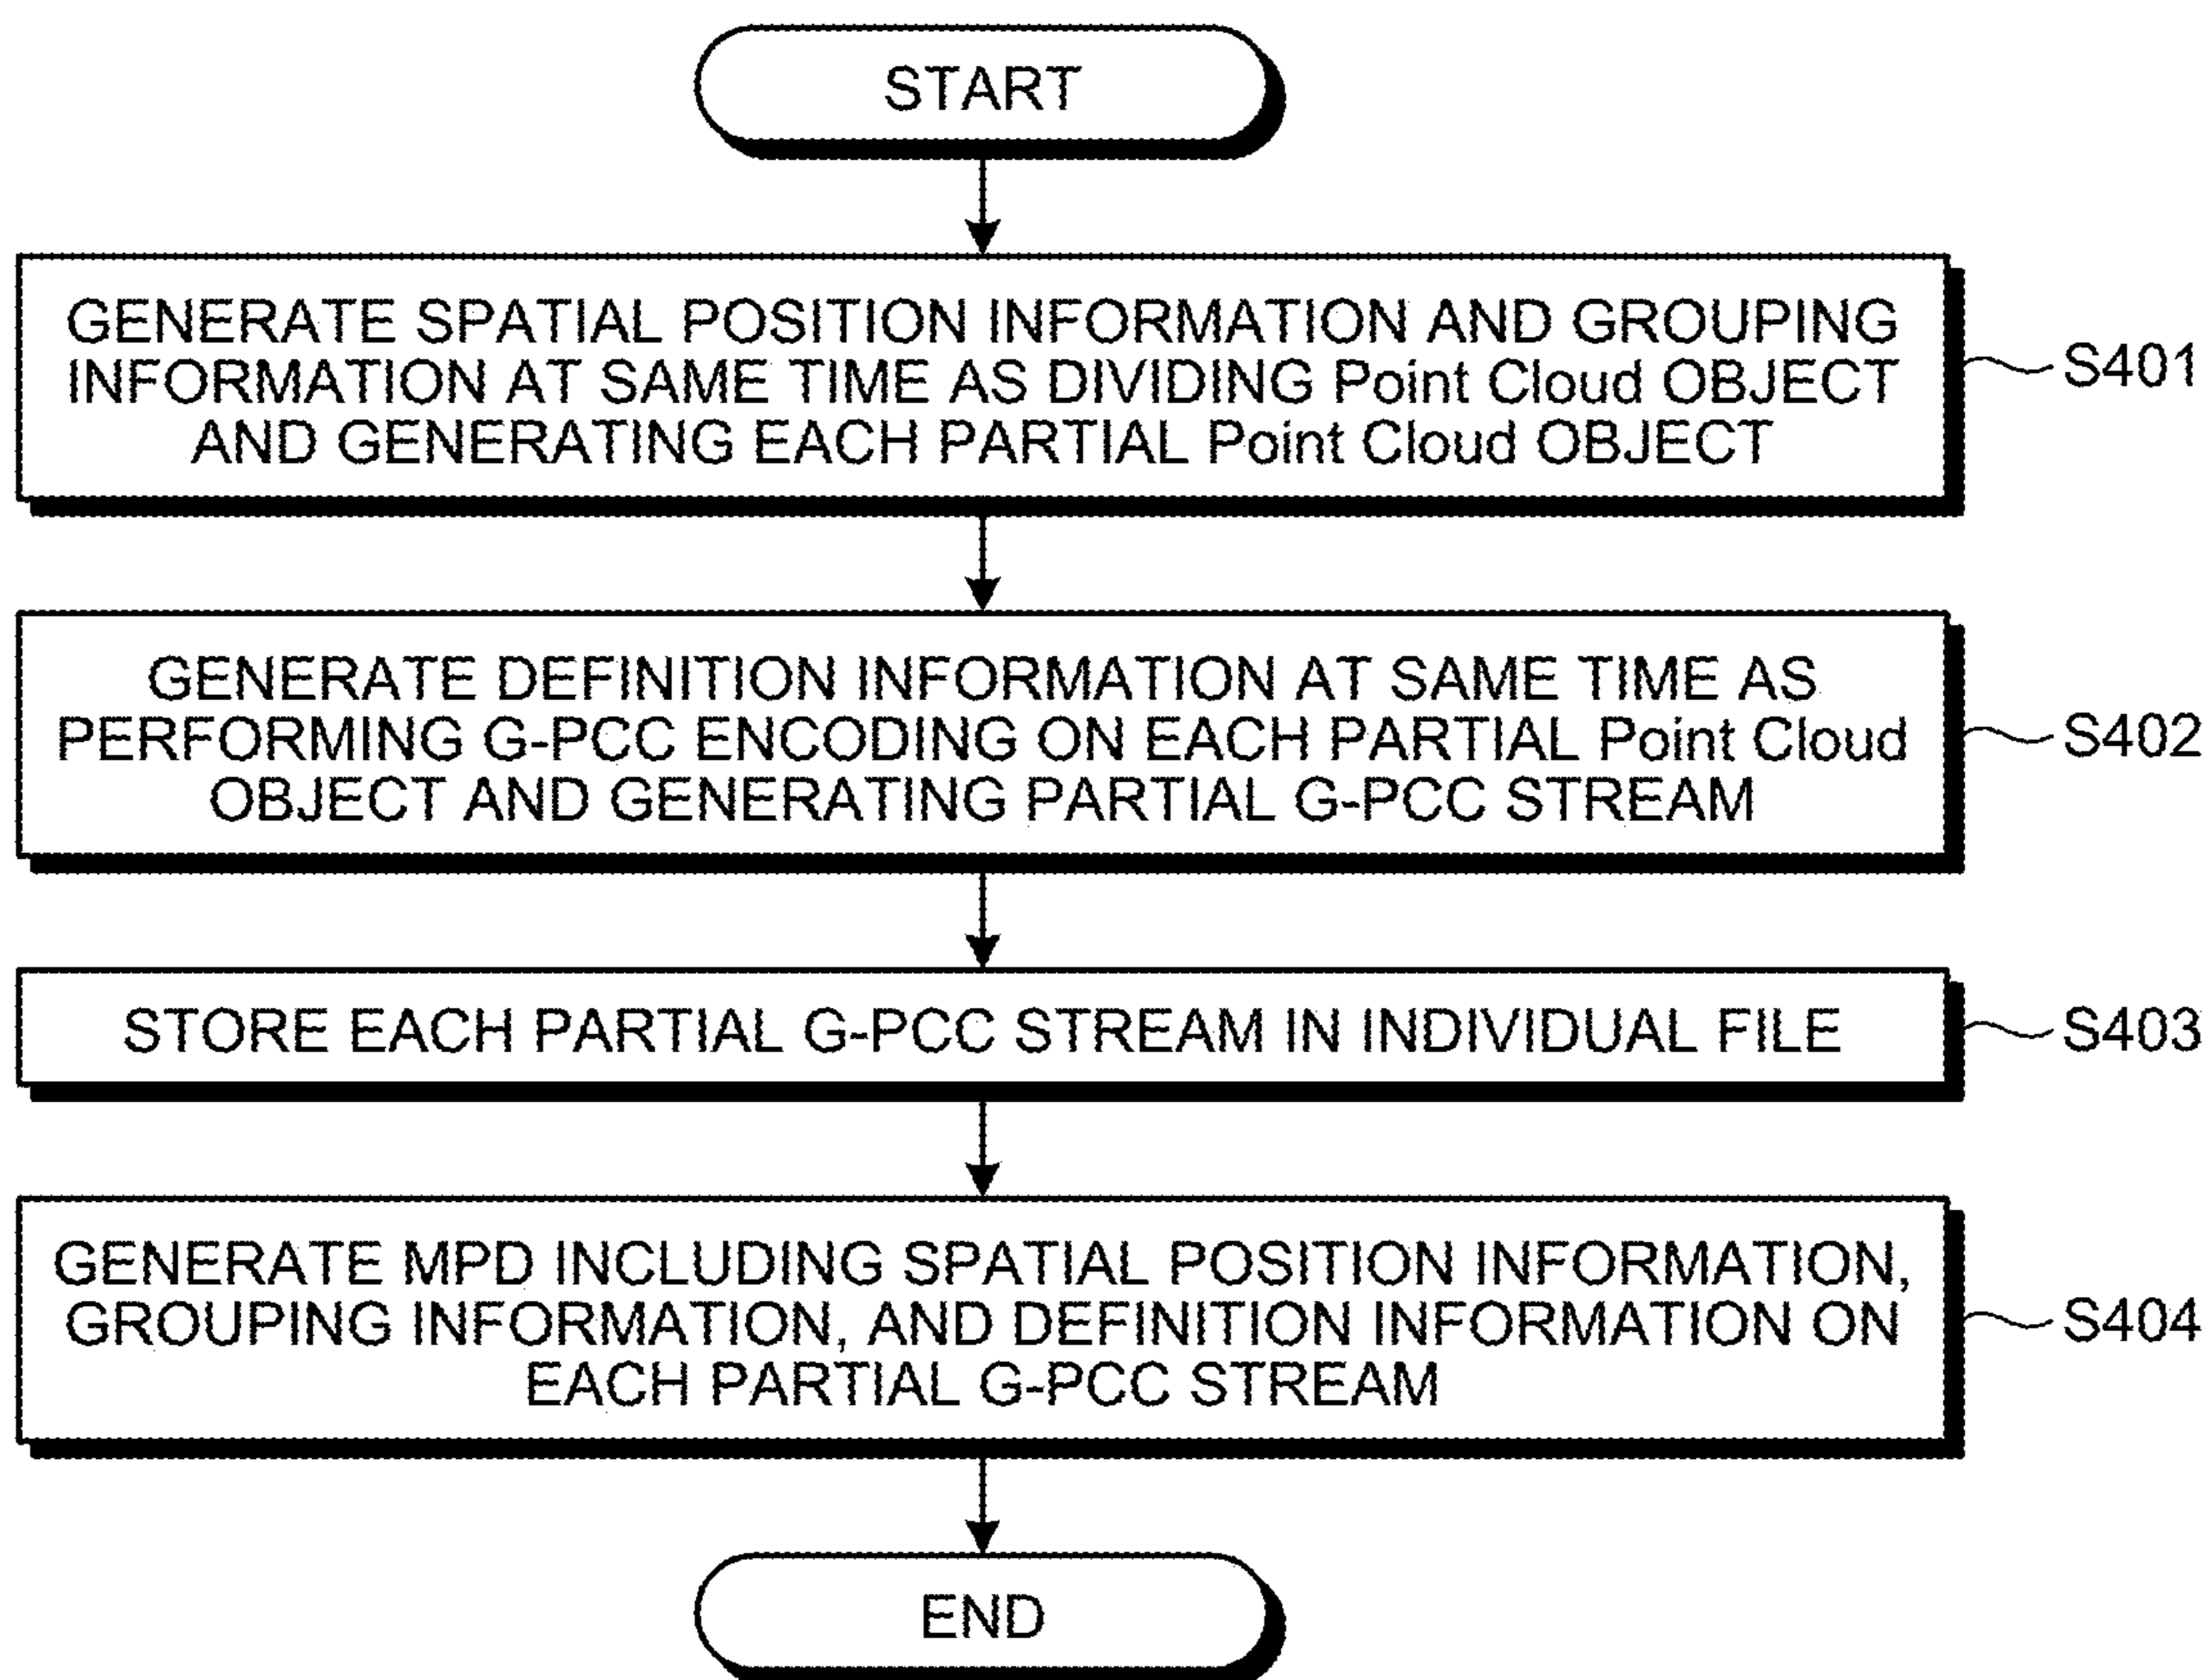 START
GENERATE SPATIAL POSITION INFORMATION AND GROUPING
INFORMATION AT SAME TIME AS DIVIDING Point Cloud OBJECT
AND GENERATING EACH PARTIAL Point Cloud OBJECT
S401
GENERATE DEFINITION INFORMATION AT SAME TIME AS
PERFORMING G-PCC ENCODING ON EACH PARTIAL Point Cloud
OBJECT AND GENERATING PARTIAL G-PCC STREAM
S402
STORE EACH PARTIAL G-PCC STREAM IN INDIVIDUAL FILE
S403
GENERATE MPD INCLUDING SPATIAL POSITION INFORMATION,
GROUPING INFORMATION, AND DEFINITION INFORMATION ON
EACH PARTIAL G-PCC STREAM
S404
END